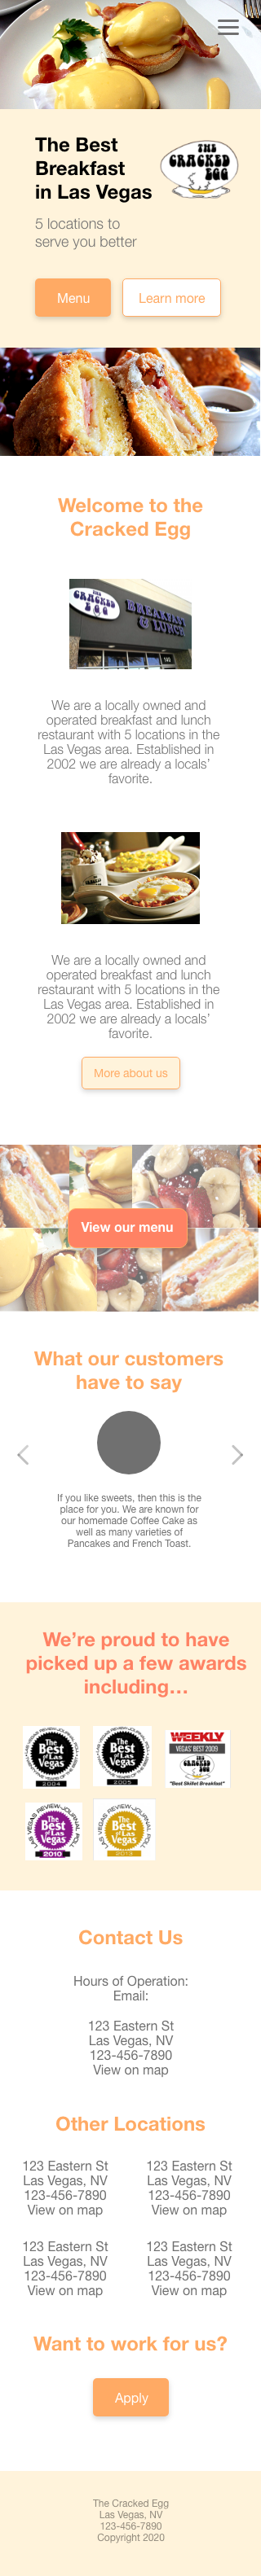 The Best
Breakfast
in Las Vegas
THE
CRACKED
EGG
5 locations to
serve you better
Menu
Learn more
Welcome to the
Cracked Egg
THE
CRACKED
EGG
BREAKFAST
& LUNCH
We are a locally owned and
operated breakfast and lunch
restaurant with 5 locations in the
Las Vegas area. Established in
2002 we are already a locals’
favorite.
We are a locally owned and
operated breakfast and lunch
restaurant with 5 locations in the
Las Vegas area. Established in
2002 we are already a locals’
favorite.
More about us
View our menu
What our customers
have to say
If you like sweets, then this is the
place for you. We are known for
our homemade Coffee Cake as
well as many varieties of
Pancakes and French Toast.
We’re proud to have
picked up a few awards
including...
The Best of Las Vegas
2004
The Best of Las Vegas
2005
WEEKLY
VEGAS' BEST 2009
THE
CRACKED
EGG
"Best Skillet Breakfast"
LAS VEGAS REVIEW-JOURNAL POLL
The Best of Las Vegas
2010
REVIEW-JOURNAL
The Best of Las Vegas
Contact Us
Hours of Operation:
Email:
123 Eastern St
Las Vegas, NV
123-456-7890
View on map
Other Locations
123 Eastern St
Las Vegas, NV
123-456-7890
View on map
123 Eastern St
Las Vegas, NV
123-456-7890
View on map
123 Eastern St
Las Vegas, NV
123-456-7890
View on map
123 Eastern St
Las Vegas, NV
123-456-7890
View on map
Want to work for us?
Apply
The Cracked Egg
Las Vegas, NV
123-456-7890
Copyright 2020